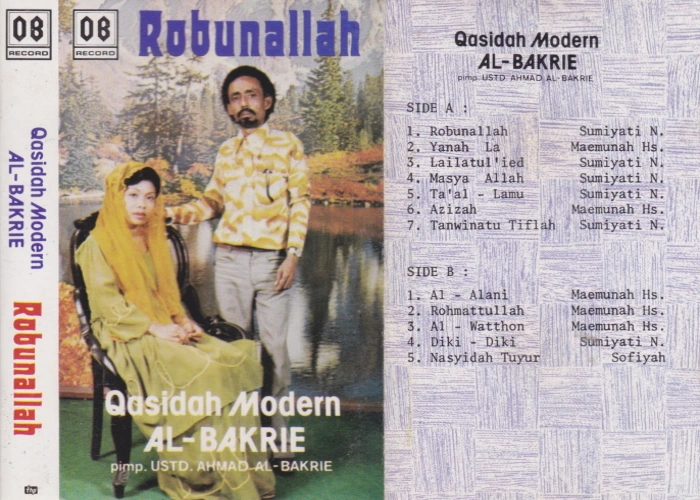 08
RECORD
Qasidah Modern
AL-BAKRIE
Robunallah
08
RECORD
Robunallah
Qasidah Modern
AL-BAKRIE
pimp. USTD. AHMAD AL-BAKRIE
Qasidah Modern
AL-BAKRIE
pimp. USTD. AHMAD AL-BAKRIE
SIDE A :
1. Robunallah Sumiyati N.
2. Yanah La Maemunah Hs.
3. Lailatul'ied Sumiyati N.
4. Masya Allah Sumiyati N.
5. Ta'al - Lamu Sumiyati N.
6. Azizah Maemunah Hs.
7. Tanwinatu Tiflah Sumiyati N.
SIDE B :
1. Al - Alani Maemunah Hs.
2. Rohmattullah Maemunah Hs.
3. Al - Watthon Maemunah Hs.
4. Diki - Diki Sumiyati N.
5. Nasyidah Tuyur Sofiyah